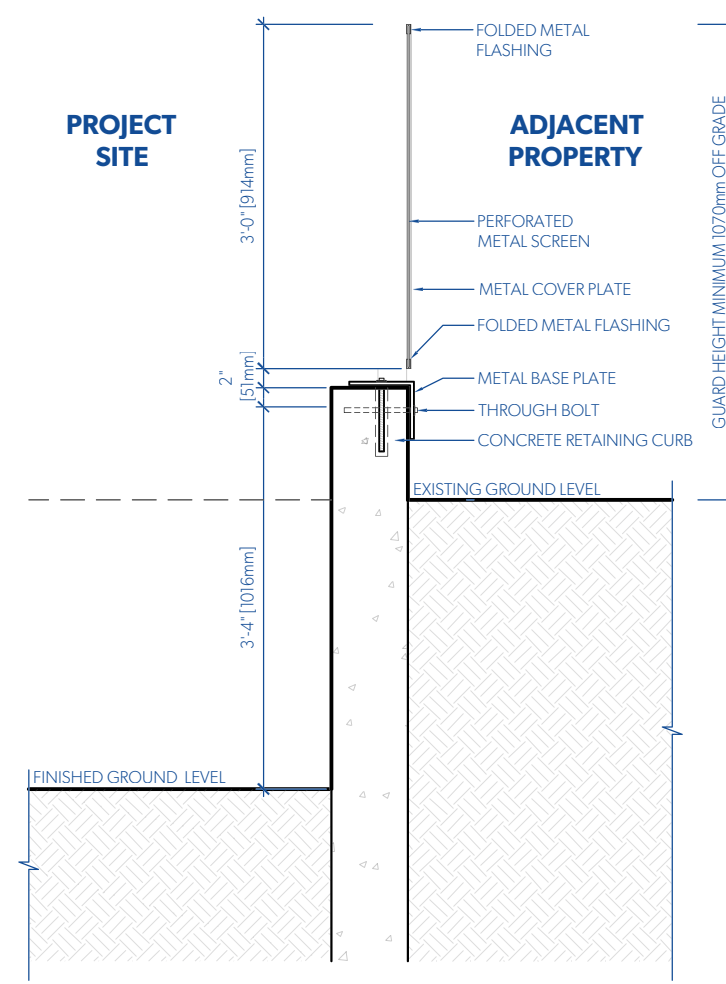 FOLDED METAL
FLASHING
PROJECT
SITE
ADJACENT
PROPERTY
3'-0" [914mm]
GUARD HEIGHT MINIMUM 1070mm OFF GRADE
PERFORATED
METAL SCREEN
METAL COVER PLATE
FOLDED METAL FLASHING
2"
[51mm]
METAL BASE PLATE
THROUGH BOLT
CONCRETE RETAINING CURB
EXISTING GROUND LEVEL
3'-4" [1016mm]
FINISHED GROUND LEVEL